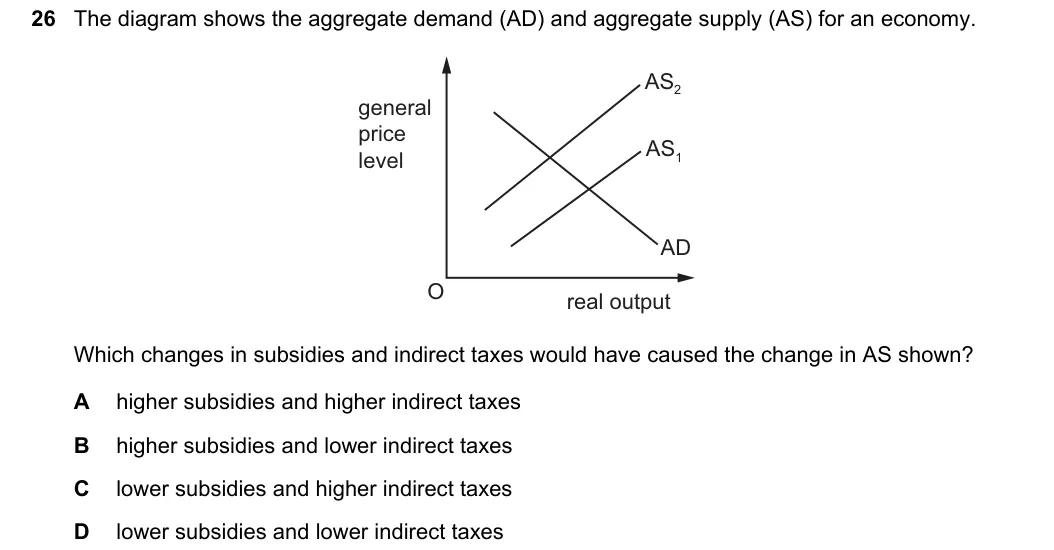 26 The diagram shows the aggregate demand (AD) and aggregate supply (AS) for an economy.
general
price
level
AS2
AS1
AD
O
real output
Which changes in subsidies and indirect taxes would have caused the change in AS shown?
A higher subsidies and higher indirect taxes
B higher subsidies and lower indirect taxes
C lower subsidies and higher indirect taxes
D lower subsidies and lower indirect taxes